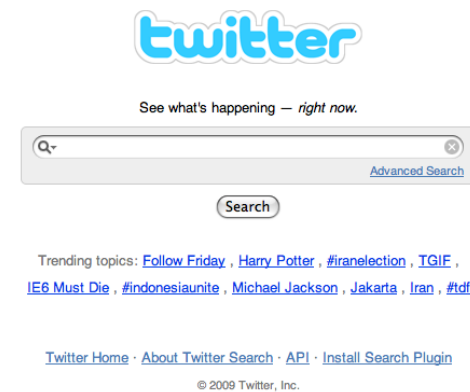 twitter
See what's happening — right now.
Advanced Search
Search
Trending topics: Follow Friday , Harry Potter , #iranelection , TGIF ,
IE6 Must Die , #indonesiaunite , Michael Jackson , Jakarta , Iran , #tdf
Twitter Home · About Twitter Search · API · Install Search Plugin
© 2009 Twitter, Inc.